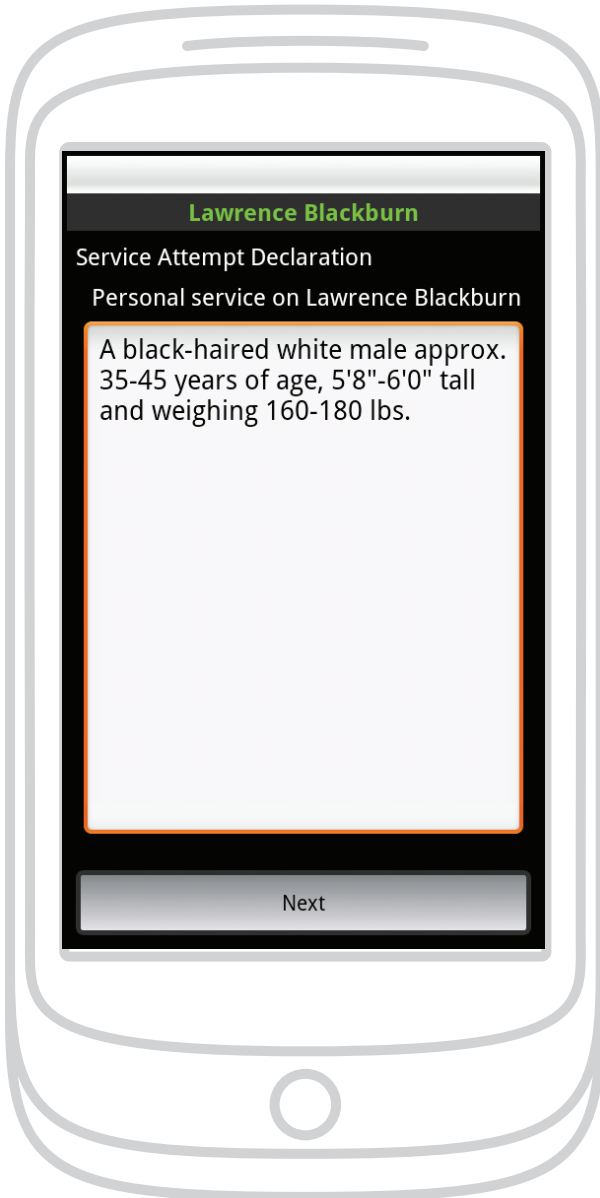 Lawrence Blackburn
Service Attempt Declaration
Personal service on Lawrence Blackburn
A black-haired white male approx.
35-45 years of age, 5'8"-6'0" tall
and weighing 160-180 lbs.
Next